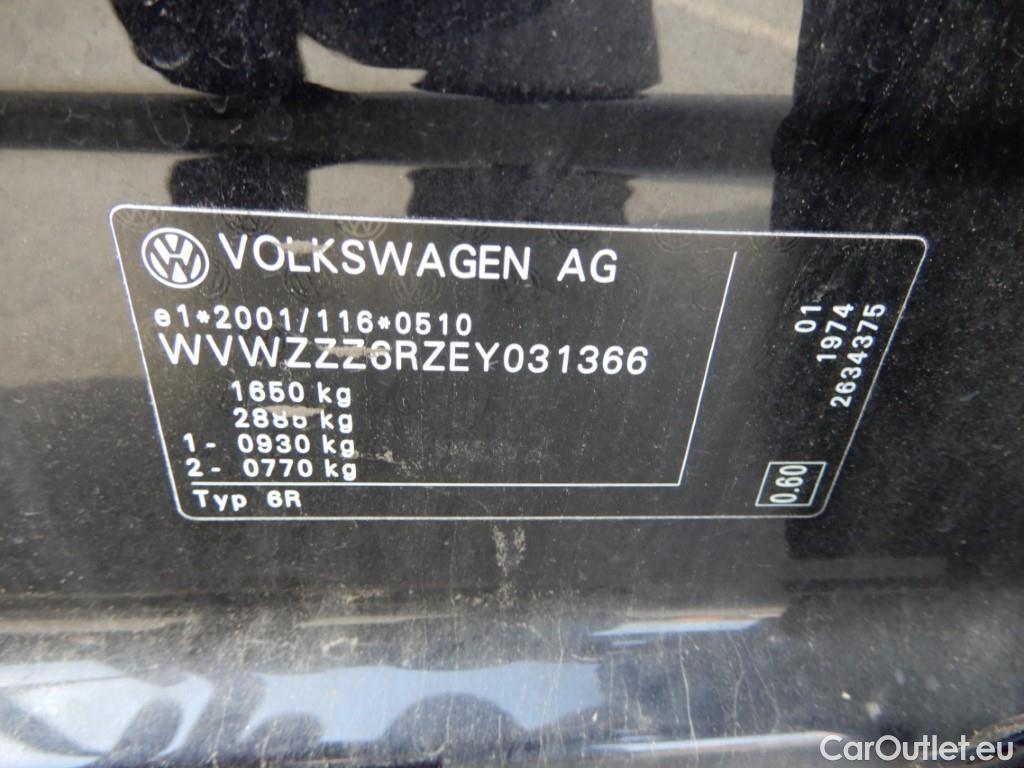 VOLKSWAGEN AG
e1*2001/116*0510
WVWZZZ6RZEY031366
1650 kg
kg
1- 0930 kg
2- 0770 kg
Typ 6R
01
1974
2634375
0.60
CarOutlet.eu